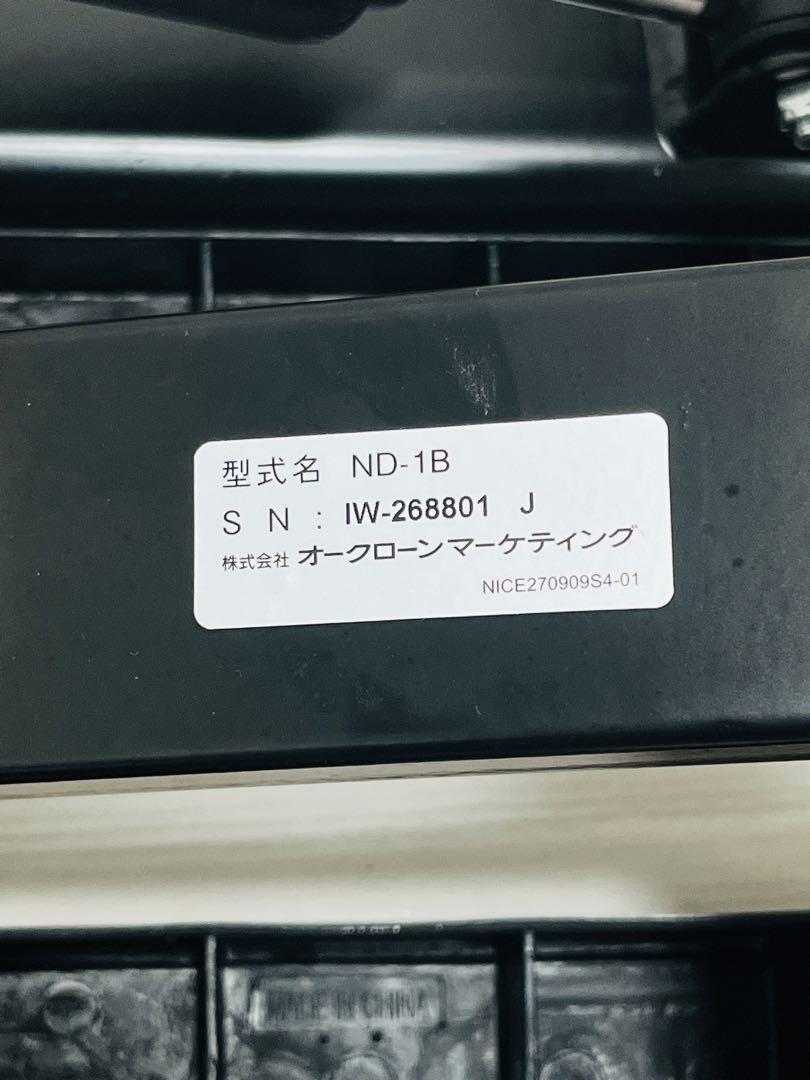 型式名 ND-1B
S N : IW-268801 J
株式会社 オークローンマーケティング
NICE270909S4-01
MADE IN CHINA